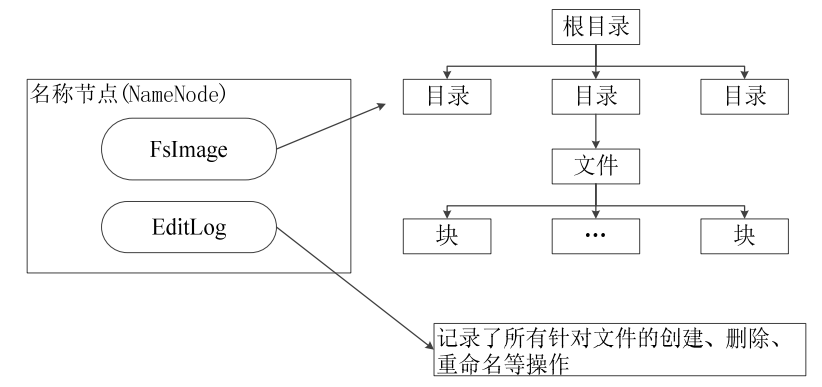 根目录
名称节点(NameNode)
目录
目录
目录
FsImage
文件
EditLog
块
…
块
记录了所有针对文件的创建、删除、
重命名等操作